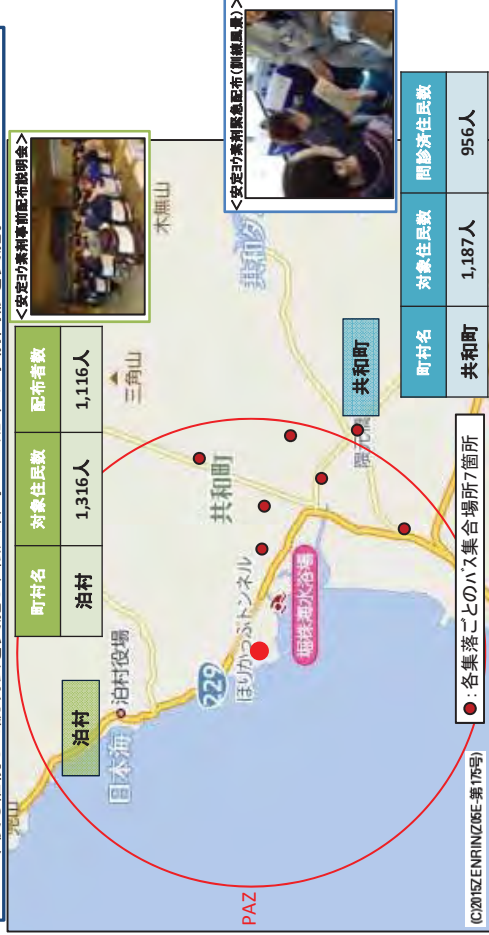 <安定ヨウ素剤事前配布説明会>
町村名 対象住民数 配布者数
泊村 1,316人 1,116人
<安定ヨウ素剤緊急配布(訓練風景)>
町村名 対象住民数 問診済住民数
共和町 1,187人 956人
泊村
共和町
木無山
三角山
共和町
泊村役場
日本海
229
ほりかっぷトンネル
堀株海水浴場
PAZ
●:各集落ごとのバス集合場所7箇所
(C)2015ZENRIN(Z05E-第175号)